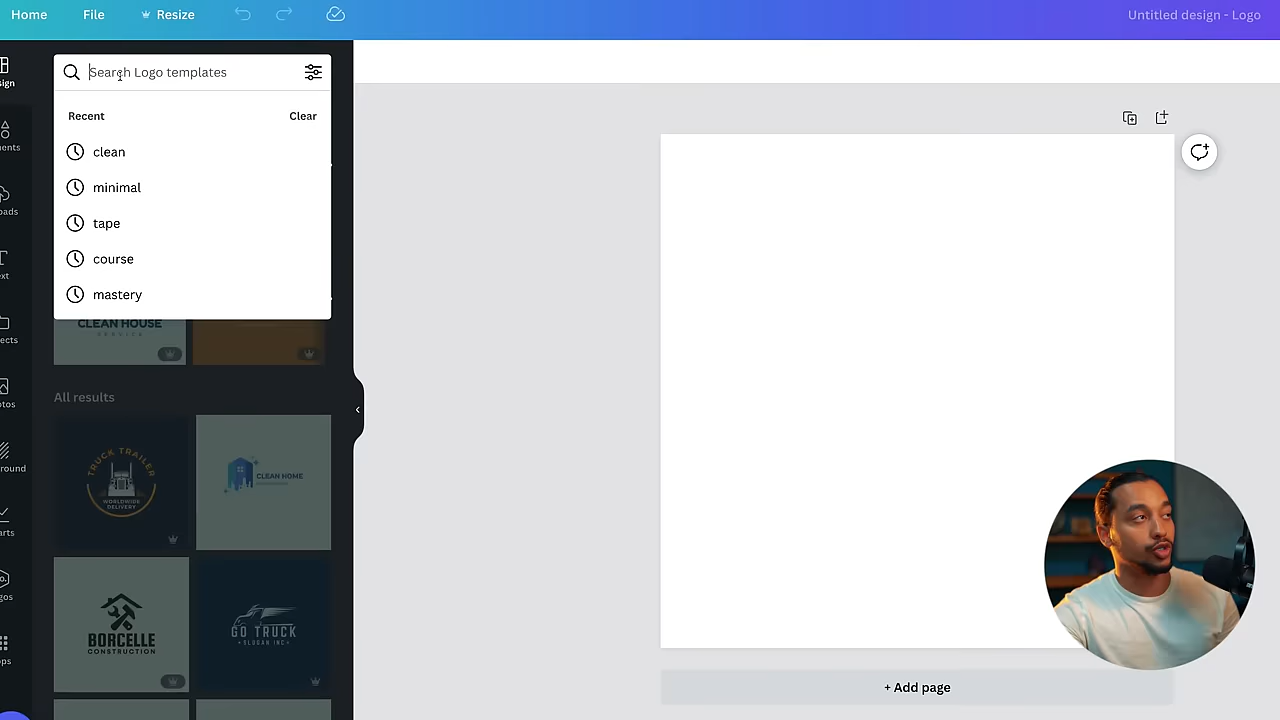 Home
File
Resize
Untitled design - Logo
Search Logo templates
Recent
Clear
clean
minimal
tape
course
mastery
CLEAN HOUSE
SERVICE
All results
TRUCK TRAILER
WORLDWIDE
DELIVERY
CLEAN HOME
BORCELLE
CONSTRUCTION
GO TRUCK
SLOGAN INC
+ Add page